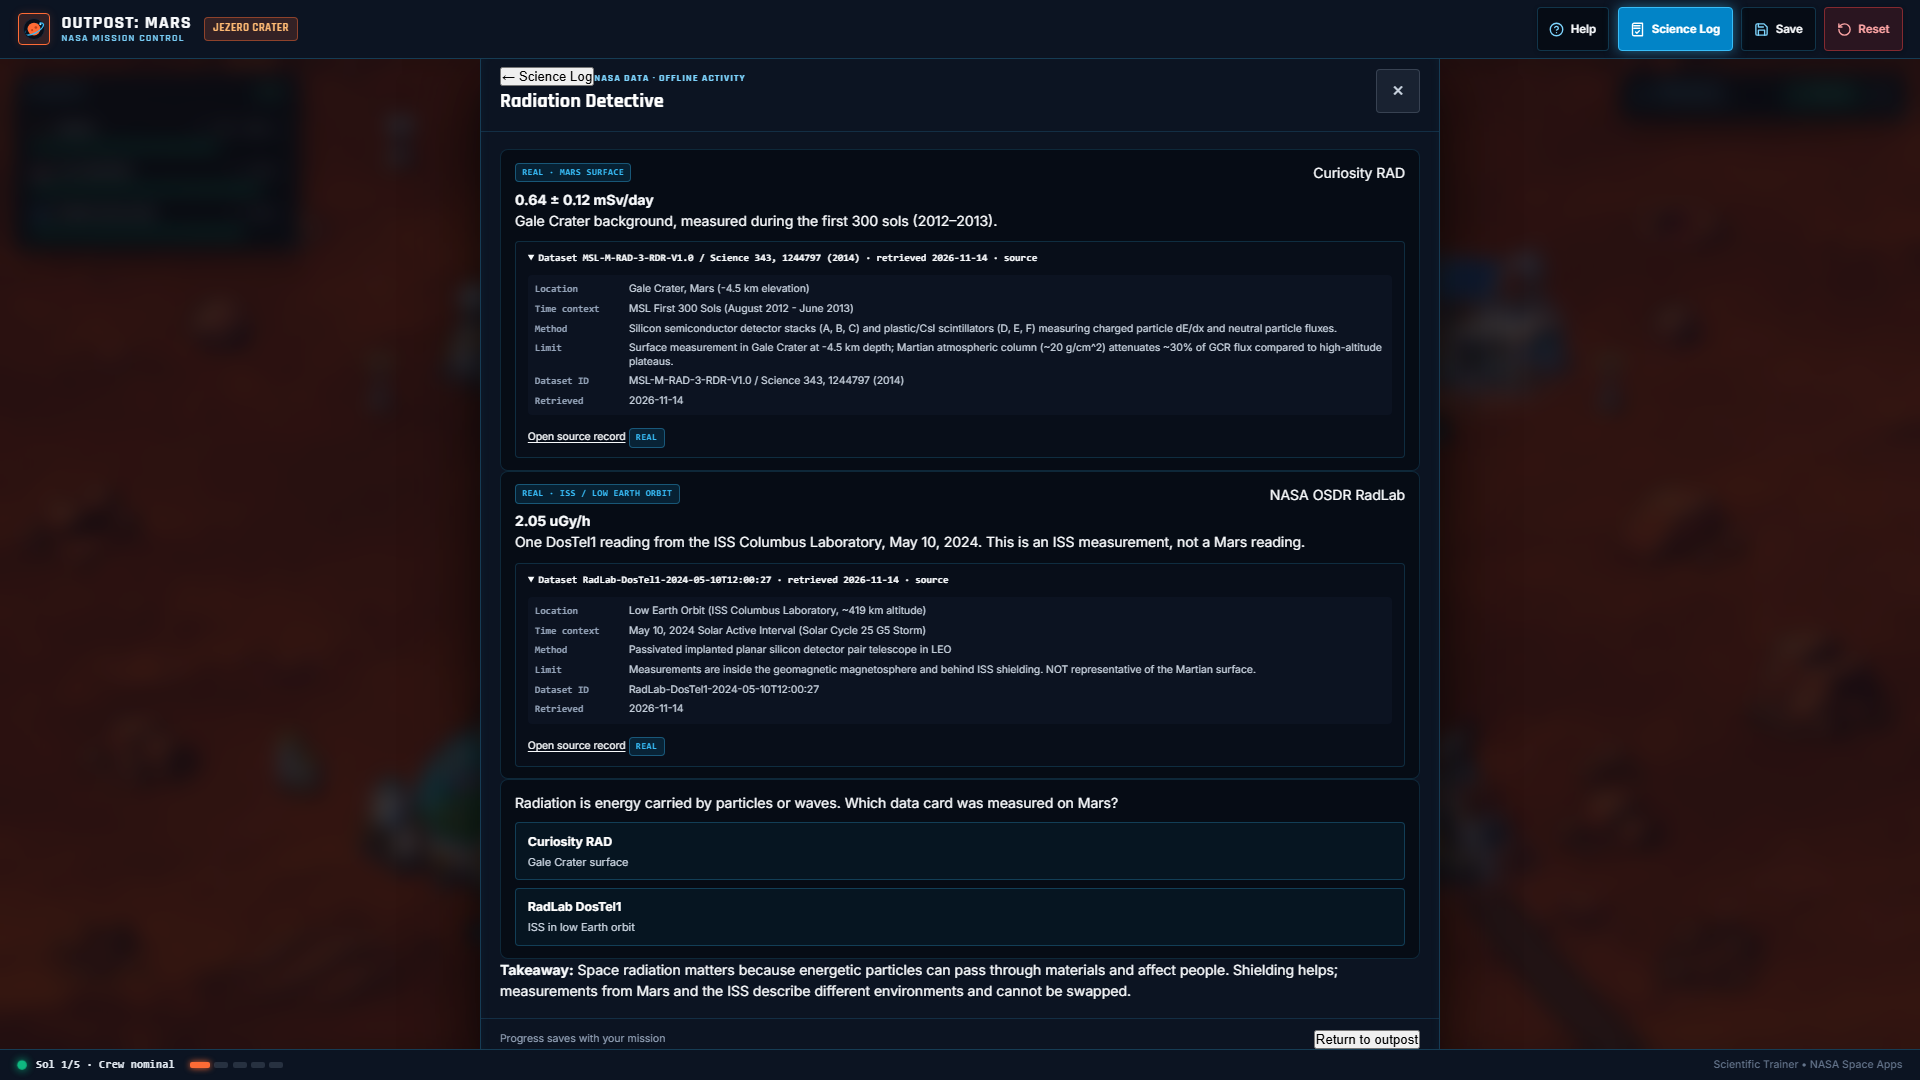 OUTPOST: MARS
NASA MISSION CONTROL
JEZERO CRATER
Help
Science Log
Save
Reset
← Science Log
NASA DATA · OFFLINE ACTIVITY
Radiation Detective
×
REAL · MARS SURFACE
Curiosity RAD
0.64 ± 0.12 mSv/day
Gale Crater background, measured during the first 300 sols (2012–2013).
▼ Dataset MSL-M-RAD-3-RDR-V1.0 / Science 343, 1244797 (2014) · retrieved 2026-11-14 · source
Location Gale Crater, Mars (-4.5 km elevation)
Time context MSL First 300 Sols (August 2012 - June 2013)
Method Silicon semiconductor detector stacks (A, B, C) and plastic/CsI scintillators (D, E, F) measuring charged particle dE/dx and neutral particle fluxes.
Limit Surface measurement in Gale Crater at -4.5 km depth; Martian atmospheric column (~20 g/cm^2) attenuates ~30% of GCR flux compared to high-altitude
plateaus.
Dataset ID MSL-M-RAD-3-RDR-V1.0 / Science 343, 1244797 (2014)
Retrieved 2026-11-14
Open source record REAL
REAL · ISS / LOW EARTH ORBIT
NASA OSDR RadLab
2.05 uGy/h
One DosTel1 reading from the ISS Columbus Laboratory, May 10, 2024. This is an ISS measurement, not a Mars reading.
▼ Dataset RadLab-DosTel1-2024-05-10T12:00:27 · retrieved 2026-11-14 · source
Location Low Earth Orbit (ISS Columbus Laboratory, ~419 km altitude)
Time context May 10, 2024 Solar Active Interval (Solar Cycle 25 G5 Storm)
Method Passivated implanted planar silicon detector pair telescope in LEO
Limit Measurements are inside the geomagnetic magnetosphere and behind ISS shielding. NOT representative of the Martian surface.
Dataset ID RadLab-DosTel1-2024-05-10T12:00:27
Retrieved 2026-11-14
Open source record REAL
Radiation is energy carried by particles or waves. Which data card was measured on Mars?
Curiosity RAD
Gale Crater surface
RadLab DosTel1
ISS in low Earth orbit
Takeaway: Space radiation matters because energetic particles can pass through materials and affect people. Shielding helps;
measurements from Mars and the ISS describe different environments and cannot be swapped.
Progress saves with your mission
Return to outpost
Sol 1/5 · Crew nominal
Scientific Trainer • NASA Space Apps